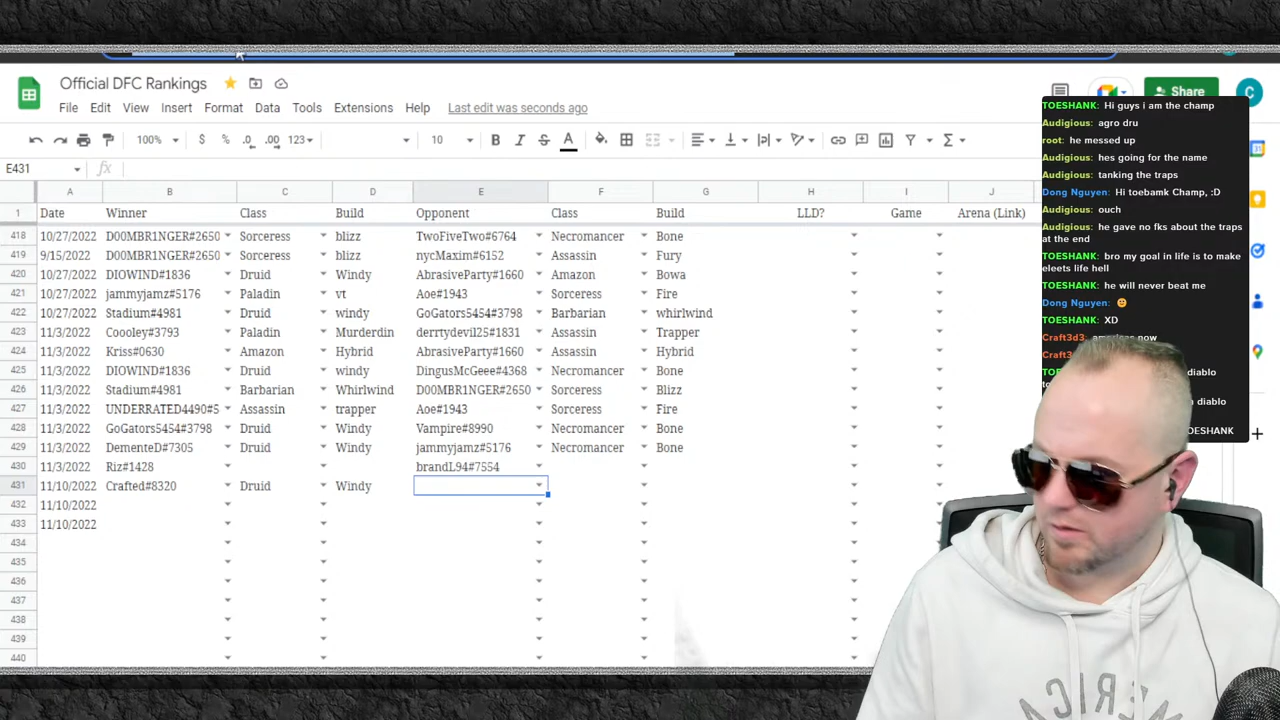 Official DFC Rankings
File Edit View Insert Format Data Tools Extensions Help Last edit was seconds ago
Share
C
100% $ % .0 .00 123 10 B I S A
E431 fx
A B C D E F G H I J
1 Date Winner Class Build Opponent Class Build LLD? Game Arena (Link)
418 10/27/2022 D00MBR1NGER#2650 Sorceress blizz TwoFiveTwo#6764 Necromancer Bone
419 9/15/2022 D00MBR1NGER#2650 Sorceress blizz nycMaxim#6152 Assassin Fury
420 10/27/2022 DIOWIND#1836 Druid Windy AbrasiveParty#1660 Amazon Bowa
421 10/27/2022 jammyjamz#5176 Paladin vt Aoe#1943 Sorceress Fire
422 10/27/2022 Stadium#4981 Druid windy GoGators5454#3798 Barbarian whirlwind
423 11/3/2022 Coooley#3793 Paladin Murderdin derrtydevil25#1831 Assassin Trapper
424 11/3/2022 Kriss#0630 Amazon Hybrid AbrasiveParty#1660 Assassin Hybrid
425 11/3/2022 DIOWIND#1836 Druid windy DingusMcGeee#4368 Necromancer Bone
426 11/3/2022 Stadium#4981 Barbarian Whirlwind D00MBR1NGER#2650 Sorceress Blizz
427 11/3/2022 UNDERRATED4490#5 Assassin trapper Aoe#1943 Sorceress Fire
428 11/3/2022 GoGators5454#3798 Druid Windy Vampire#8990 Necromancer Bone
429 11/3/2022 DementeD#7305 Druid Windy jammyjamz#5176 Necromancer Bone
430 11/3/2022 Riz#1428 brandL94#7554
431 11/10/2022 Crafted#8320 Druid Windy
432 11/10/2022
433 11/10/2022
434
435
436
437
438
439
440
TOESHANK: Hi guys i am the champ
Audigious: agro dru
root: he messed up
Audigious: hes going for the name
Audigious: tanking the traps
Dong Nguyen: Hi toebamk Champ, :D
Audigious: ouch
Audigious: he gave no fks about the traps
at the end
TOESHANK: bro my goal in life is to make
eleets life hell
TOESHANK: he will never beat me
Dong Nguyen:
TOESHANK: XD
Craft3d3: now
Craft3
TOE diablo
diablo
OESHANK